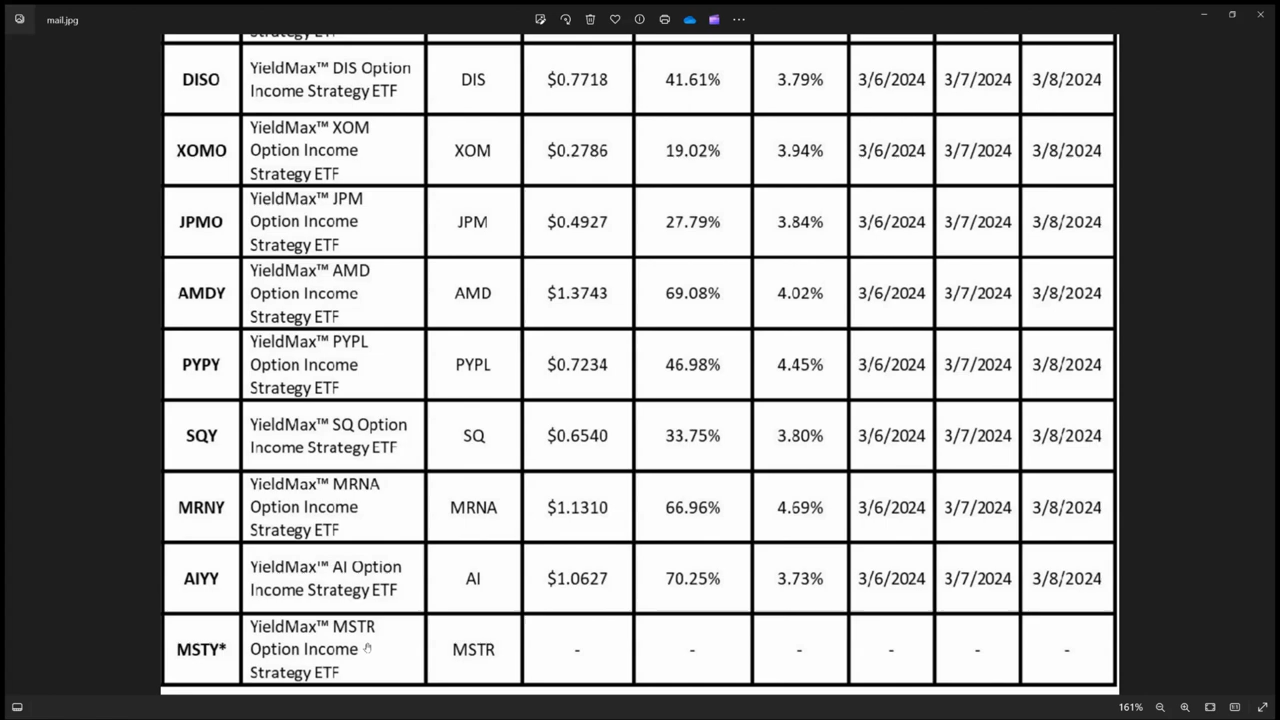 mail.jpg
Strategy ETF
DISO YieldMax™ DIS Option Income Strategy ETF DIS $0.7718 41.61% 3.79% 3/6/2024 3/7/2024 3/8/2024
XOMO YieldMax™ XOM Option Income Strategy ETF XOM $0.2786 19.02% 3.94% 3/6/2024 3/7/2024 3/8/2024
JPMO YieldMax™ JPM Option Income Strategy ETF JPM $0.4927 27.79% 3.84% 3/6/2024 3/7/2024 3/8/2024
AMDY YieldMax™ AMD Option Income Strategy ETF AMD $1.3743 69.08% 4.02% 3/6/2024 3/7/2024 3/8/2024
PYPY YieldMax™ PYPL Option Income Strategy ETF PYPL $0.7234 46.98% 4.45% 3/6/2024 3/7/2024 3/8/2024
SQY YieldMax™ SQ Option Income Strategy ETF SQ $0.6540 33.75% 3.80% 3/6/2024 3/7/2024 3/8/2024
MRNY YieldMax™ MRNA Option Income Strategy ETF MRNA $1.1310 66.96% 4.69% 3/6/2024 3/7/2024 3/8/2024
AIYY YieldMax™ AI Option Income Strategy ETF AI $1.0627 70.25% 3.73% 3/6/2024 3/7/2024 3/8/2024
MSTY* YieldMax™ MSTR Option Income Strategy ETF MSTR - - - - - -
161%